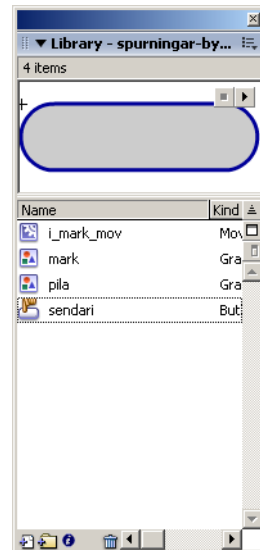 Library - spurningar-by...
4 items
Name Kind
i_mark_mov Mov
mark Gra
pila Gra
sendari But